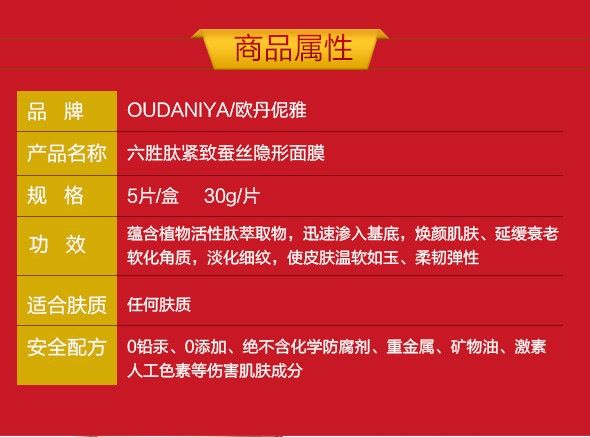 商品属性
品 牌 OUDANIYA/欧丹伲雅
产品名称 六胜肽紧致蚕丝隐形面膜
规 格 5片/盒 30g/片
功 效 蕴含植物活性肽萃取物，迅速渗入基底，焕颜肌肤、延缓衰老
软化角质，淡化细纹，使皮肤温软如玉、柔韧弹性
适合肤质 任何肤质
安全配方 0铅汞、0添加、绝不含化学防腐剂、重金属、矿物油、激素
人工色素等伤害肌肤成分